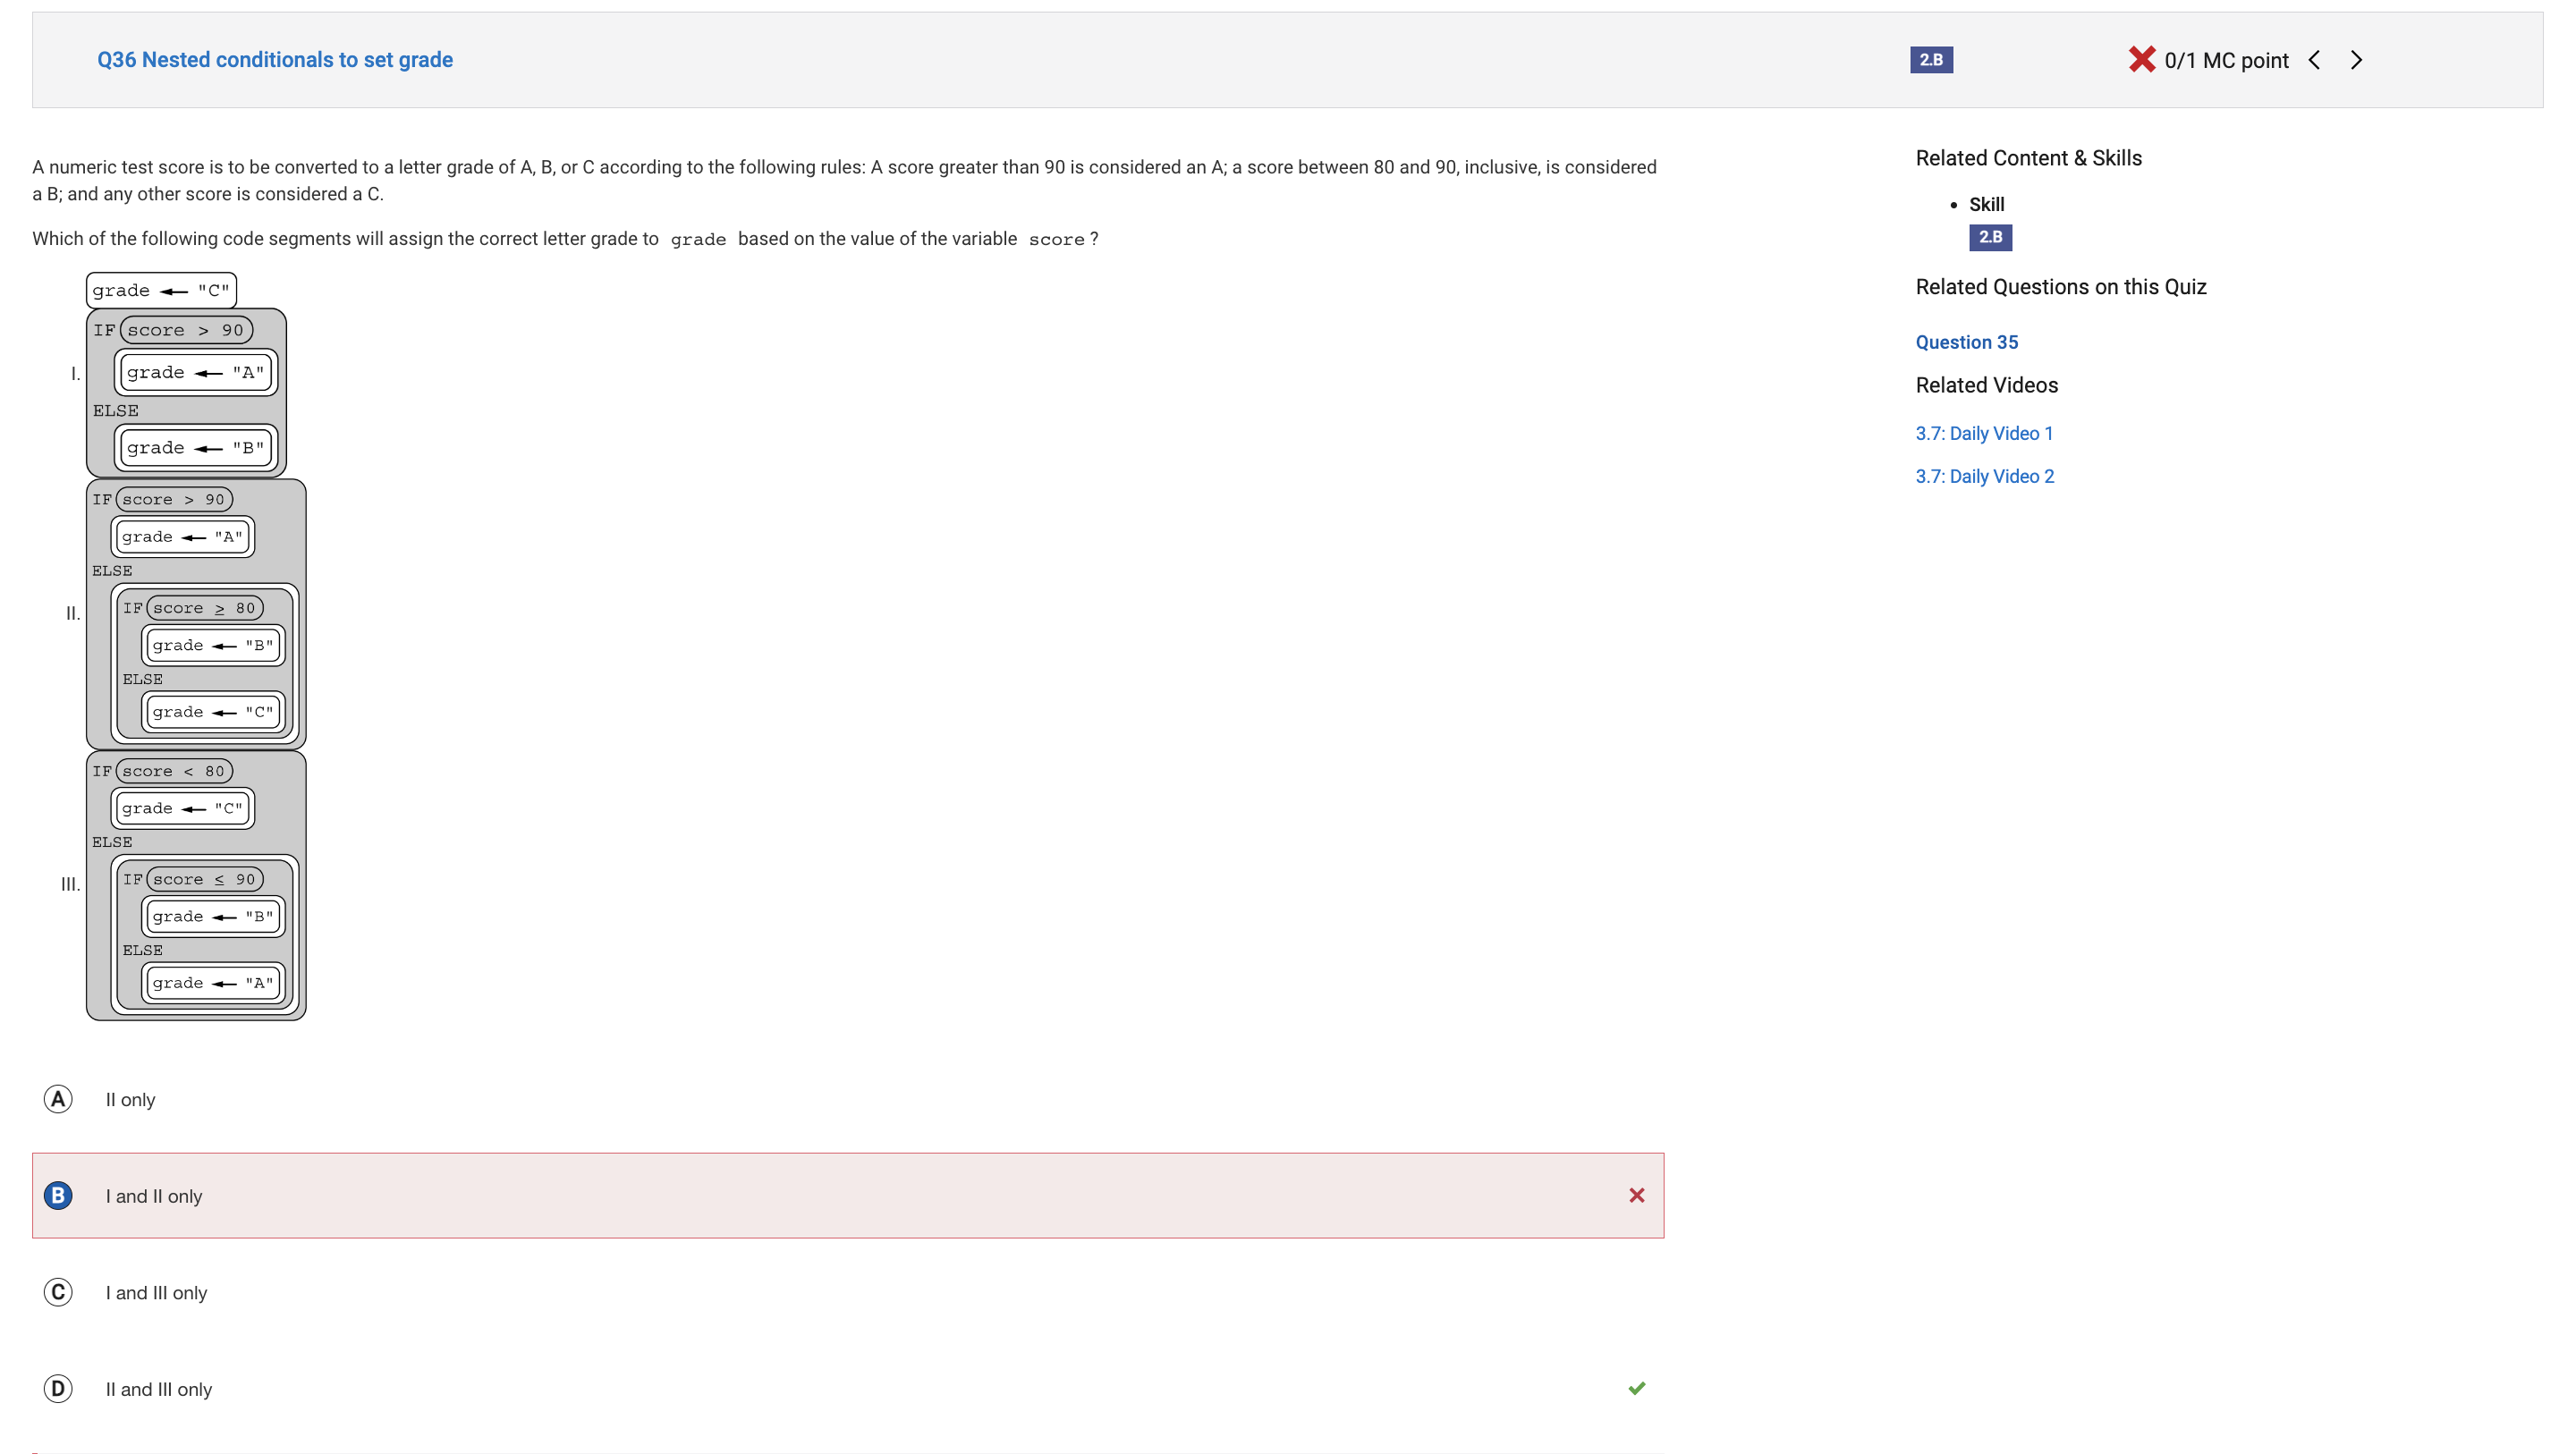 Q36 Nested conditionals to set grade
2.B
0/1 MC point
A numeric test score is to be converted to a letter grade of A, B, or C according to the following rules: A score greater than 90 is considered an A; a score between 80 and 90, inclusive, is considered
a B; and any other score is considered a C.
Which of the following code segments will assign the correct letter grade to grade based on the value of the variable score ?
I.
grade ← "C"
IF score > 90
grade ← "A"
ELSE
grade ← "B"
II.
IF score > 90
grade ← "A"
ELSE
IF score ≥ 80
grade ← "B"
ELSE
grade ← "C"
III.
IF score < 80
grade ← "C"
ELSE
IF score ≤ 90
grade ← "B"
ELSE
grade ← "A"
A II only
B I and II only
C I and III only
D II and III only
Related Content & Skills
• Skill
2.B
Related Questions on this Quiz
Question 35
Related Videos
3.7: Daily Video 1
3.7: Daily Video 2